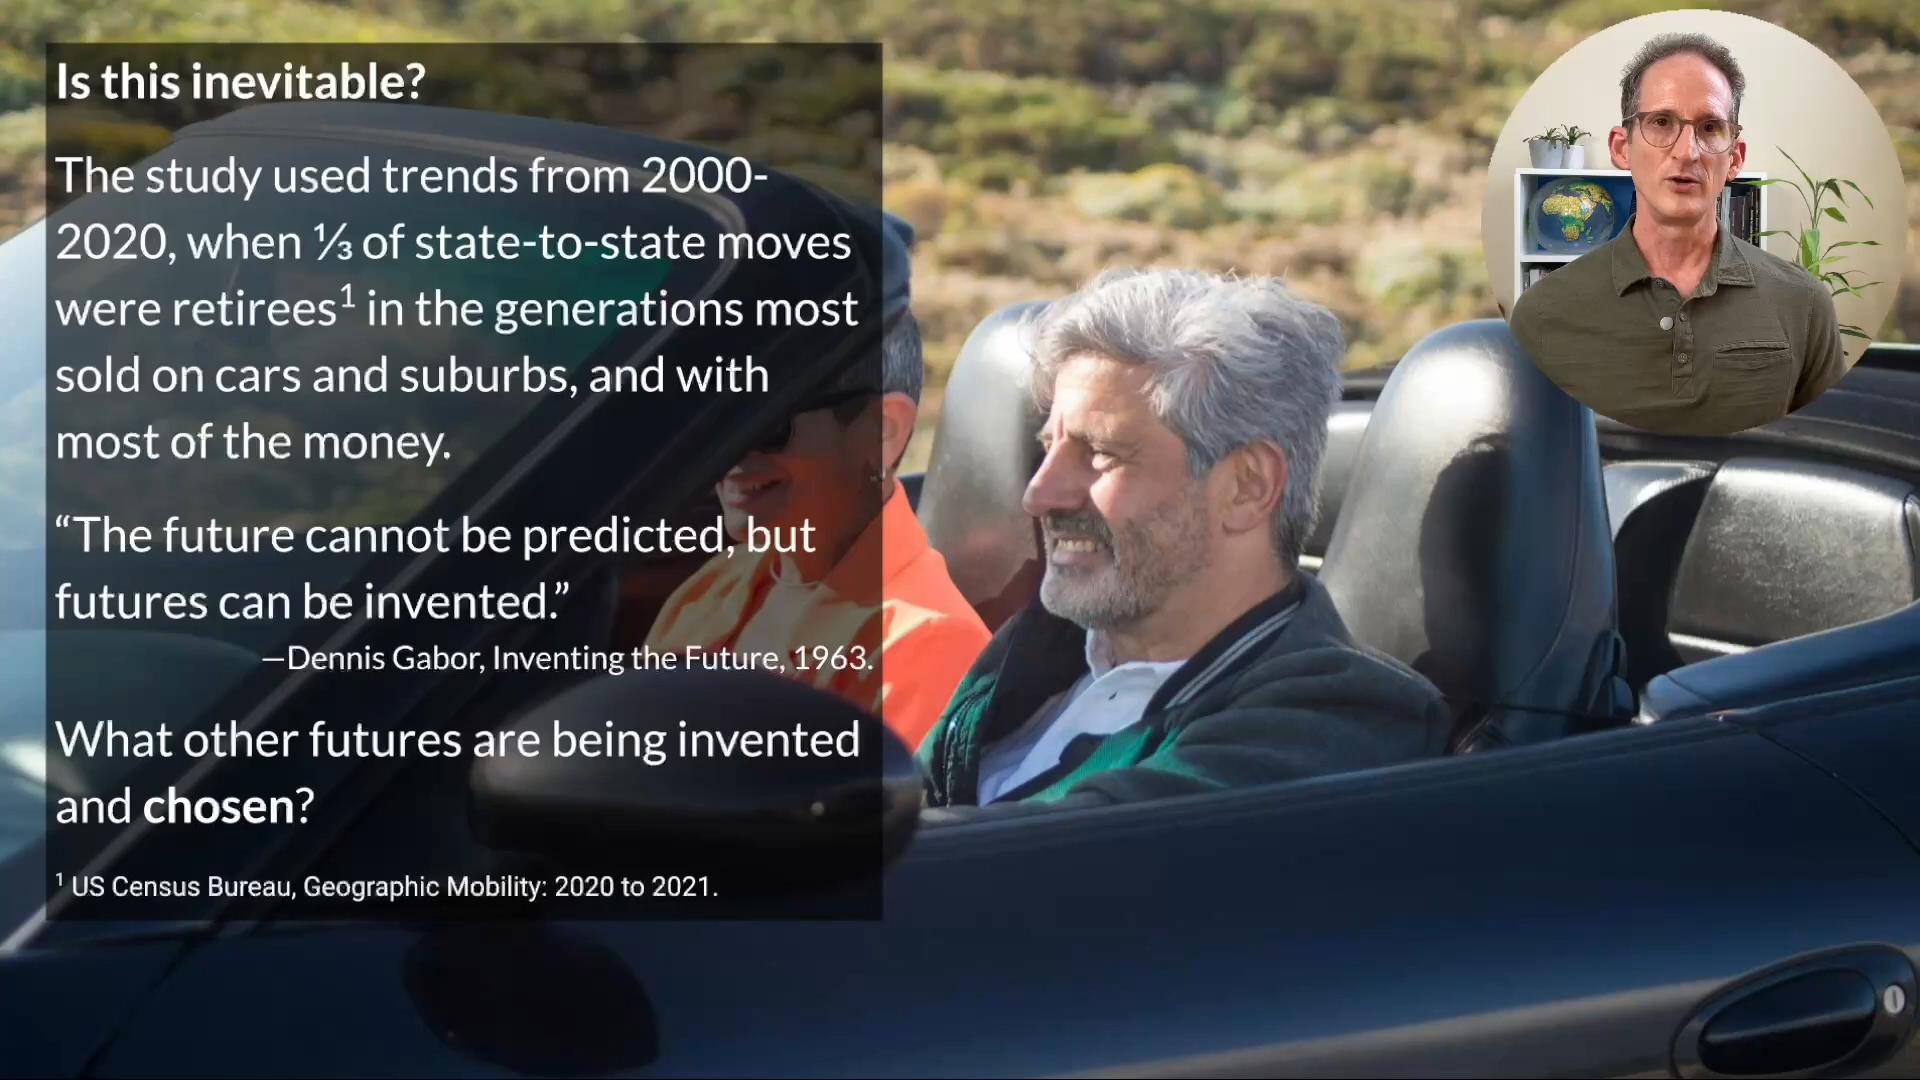 Is this inevitable?
The study used trends from 2000-
2020, when ⅓ of state-to-state moves
were retirees¹ in the generations most
sold on cars and suburbs, and with
most of the money.
“The future cannot be predicted, but
futures can be invented.”
—Dennis Gabor, Inventing the Future, 1963.
What other futures are being invented
and chosen?
¹ US Census Bureau, Geographic Mobility: 2020 to 2021.